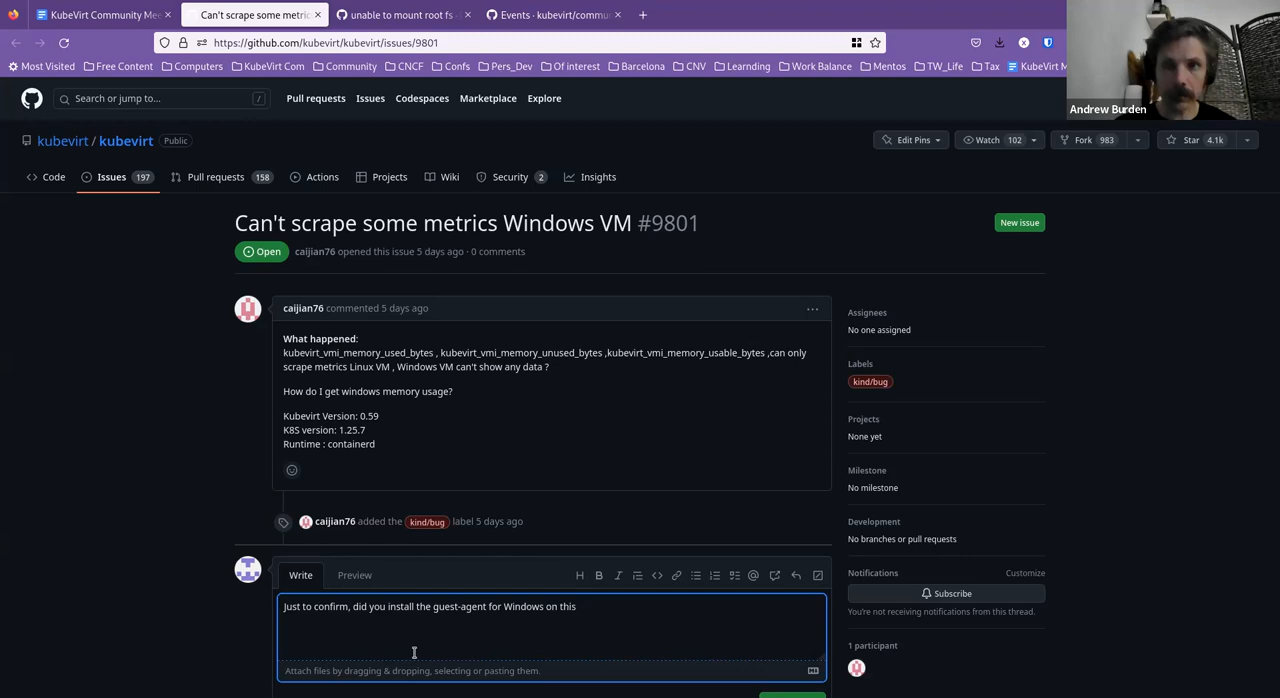 KubeVirt Community Mee
Can't scrape some metric
unable to mount root fs
Events · kubevirt/commu
https://github.com/kubevirt/kubevirt/issues/9801
Most Visited
Free Content
Computers
KubeVirt Com
Community
CNCF
Confs
Pers_Dev
Of interest
Barcelona
CNV
Learnding
Work Balance
Mentos
TW_Life
Tax
KubeVirt M
Andrew Burden
Search or jump to...
/
Pull requests
Issues
Codespaces
Marketplace
Explore
kubevirt / kubevirt
Public
Edit Pins
Watch 102
Fork 983
Star 4.1k
Code
Issues 197
Pull requests 158
Actions
Projects
Wiki
Security 2
Insights
Can't scrape some metrics Windows VM #9801
New issue
Open
caijian76 opened this issue 5 days ago · 0 comments
caijian76 commented 5 days ago
What happened:
kubevirt_vmi_memory_used_bytes , kubevirt_vmi_memory_unused_bytes ,kubevirt_vmi_memory_usable_bytes ,can only
scrape metrics Linux VM , Windows VM can't show any data ?
How do I get windows memory usage?
Kubevirt Version: 0.59
K8S version: 1.25.7
Runtime : containerd
caijian76 added the kind/bug label 5 days ago
Write
Preview
Just to confirm, did you install the guest-agent for Windows on this
Attach files by dragging & dropping, selecting or pasting them.
Assignees
No one assigned
Labels
kind/bug
Projects
None yet
Milestone
No milestone
Development
No branches or pull requests
Notifications
Customize
Subscribe
You're not receiving notifications from this thread.
1 participant